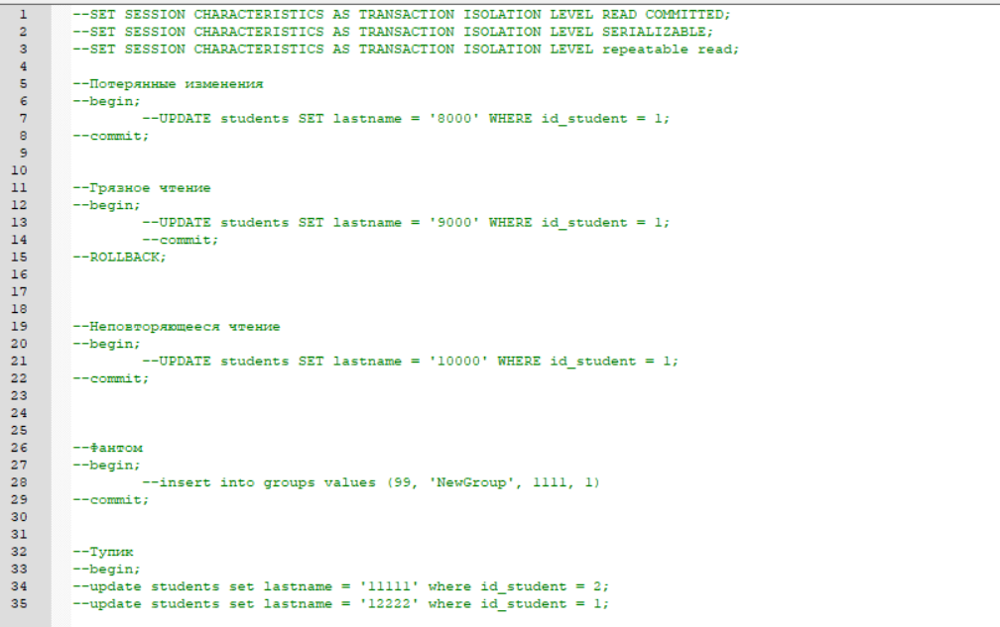 1 --SET SESSION CHARACTERISTICS AS TRANSACTION ISOLATION LEVEL READ COMMITTED;
2 --SET SESSION CHARACTERISTICS AS TRANSACTION ISOLATION LEVEL SERIALIZABLE;
3 --SET SESSION CHARACTERISTICS AS TRANSACTION ISOLATION LEVEL repeatable read;
4
5 --Потерянные изменения
6 --begin;
7 --UPDATE students SET lastname = '8000' WHERE id_student = 1;
8 --commit;
9
10
11 --Грязное чтение
12 --begin;
13 --UPDATE students SET lastname = '9000' WHERE id_student = 1;
14 --commit;
15 --ROLLBACK;
16
17
18
19 --Неповторяющееся чтение
20 --begin;
21 --UPDATE students SET lastname = '10000' WHERE id_student = 1;
22 --commit;
23
24
25
26 --Фантом
27 --begin;
28 --insert into groups values (99, 'NewGroup', 1111, 1)
29 --commit;
30
31
32 --Тупик
33 --begin;
34 --update students set lastname = '11111' where id_student = 2;
35 --update students set lastname = '12222' where id_student = 1;